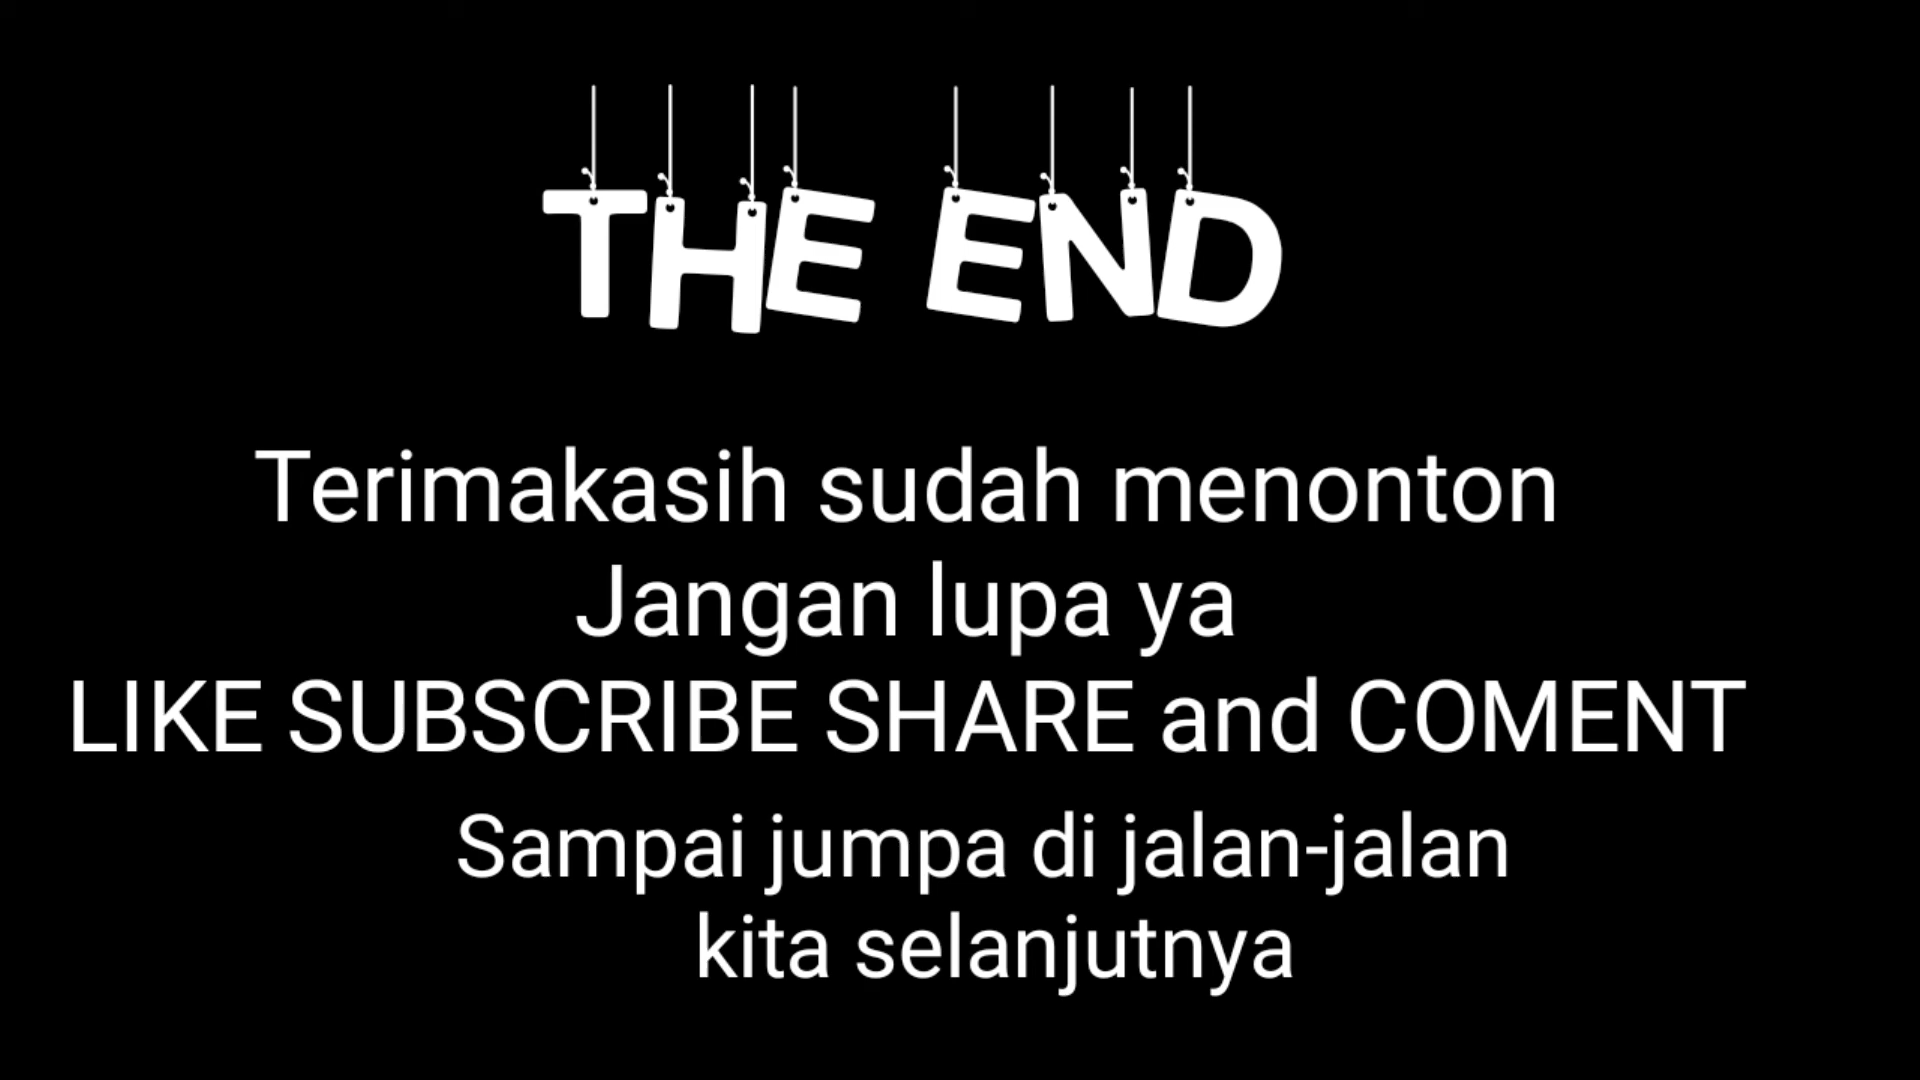 THE END
Terimakasih sudah menonton
Jangan lupa ya
LIKE SUBSCRIBE SHARE and COMENT
Sampai jumpa di jalan-jalan
kita selanjutnya